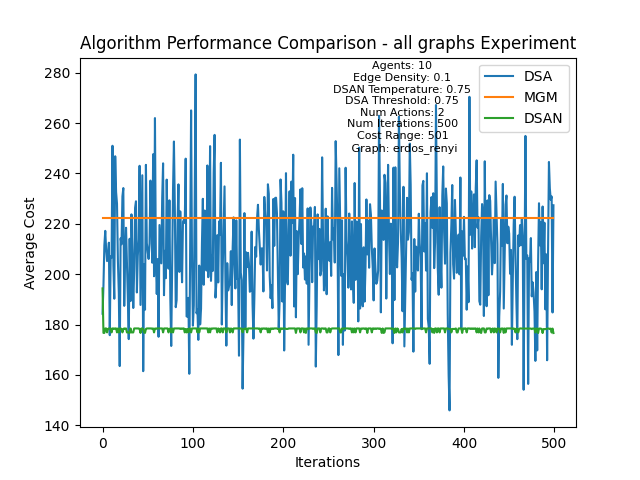 Algorithm Performance Comparison - all graphs Experiment
Agents: 10
Edge Density: 0.1
DSAN Temperature: 0.75
DSA Threshold: 0.75
Num Actions: 2
Num Iterations: 500
Cost Range: 501
Graph: erdos_renyi
DSA
MGM
DSAN
Average Cost
280
260
240
220
200
180
160
140
0
100
200
300
400
500
Iterations